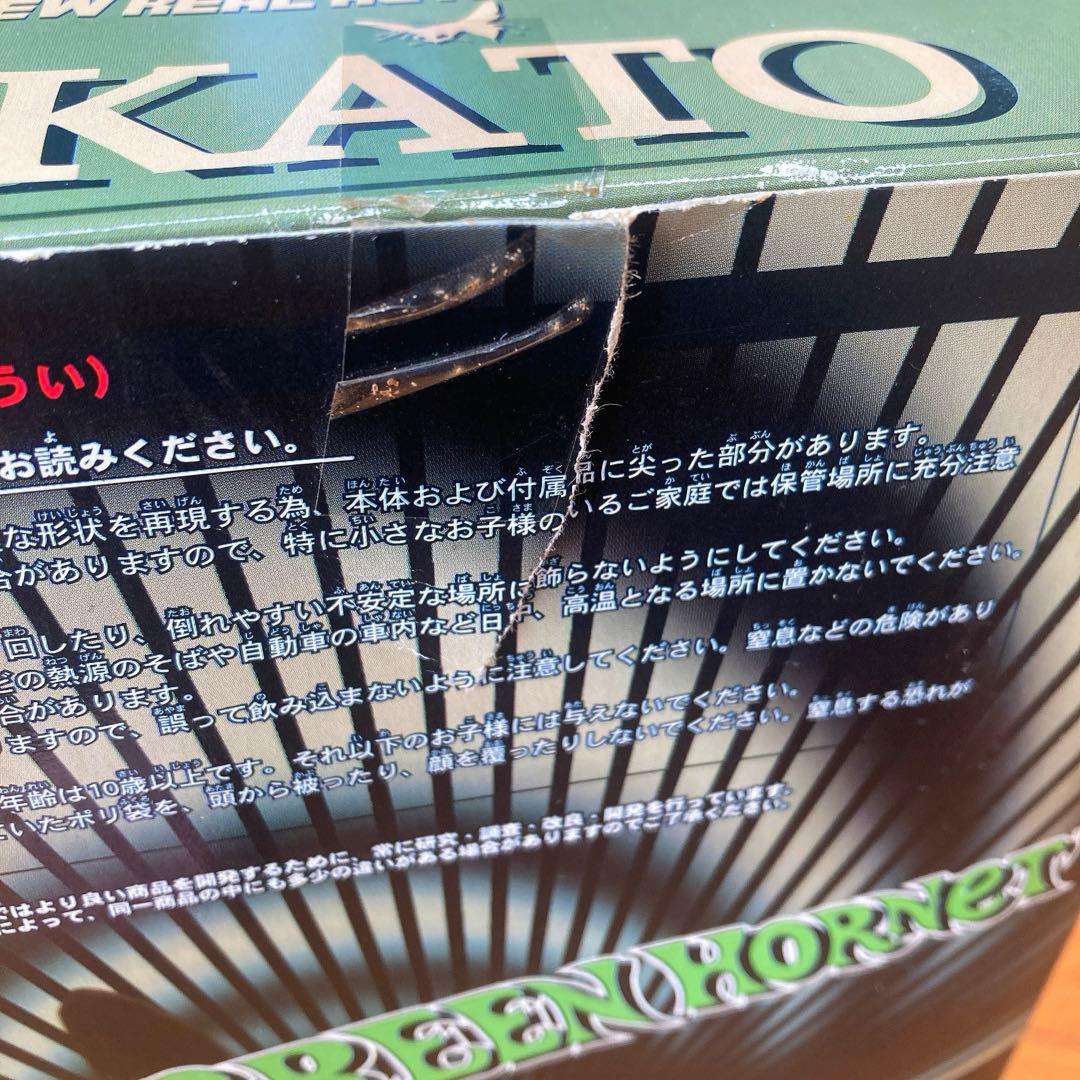 EW REAL
KATO
うい)
お読みください。
な形状を再現する為、本体および付属品に尖った部分があります。
合がありますので、特に小さなお子様のいるご家庭では保管場所に充分注意
回したり、倒れやすい不安定な場所に飾らないようにしてください。
どの熱源のそばや自動車の車内など日中、高温となる場所に置かないでください。
合があります。
りますので、誤って飲み込まないように注意してください。窒息などの危険があり
年齢は10歳以上です。それ以下のお子様には与えないでください。
いたポリ袋を、頭から被ったり、顔を覆ったりしないでください。窒息する恐れが
ではより良い商品を開発するために、常に研究・調査・改良・開発を行っています。
によって、同一商品の中にも多少の違いがある場合がありますのでご了承ください。
GREEN HORNET